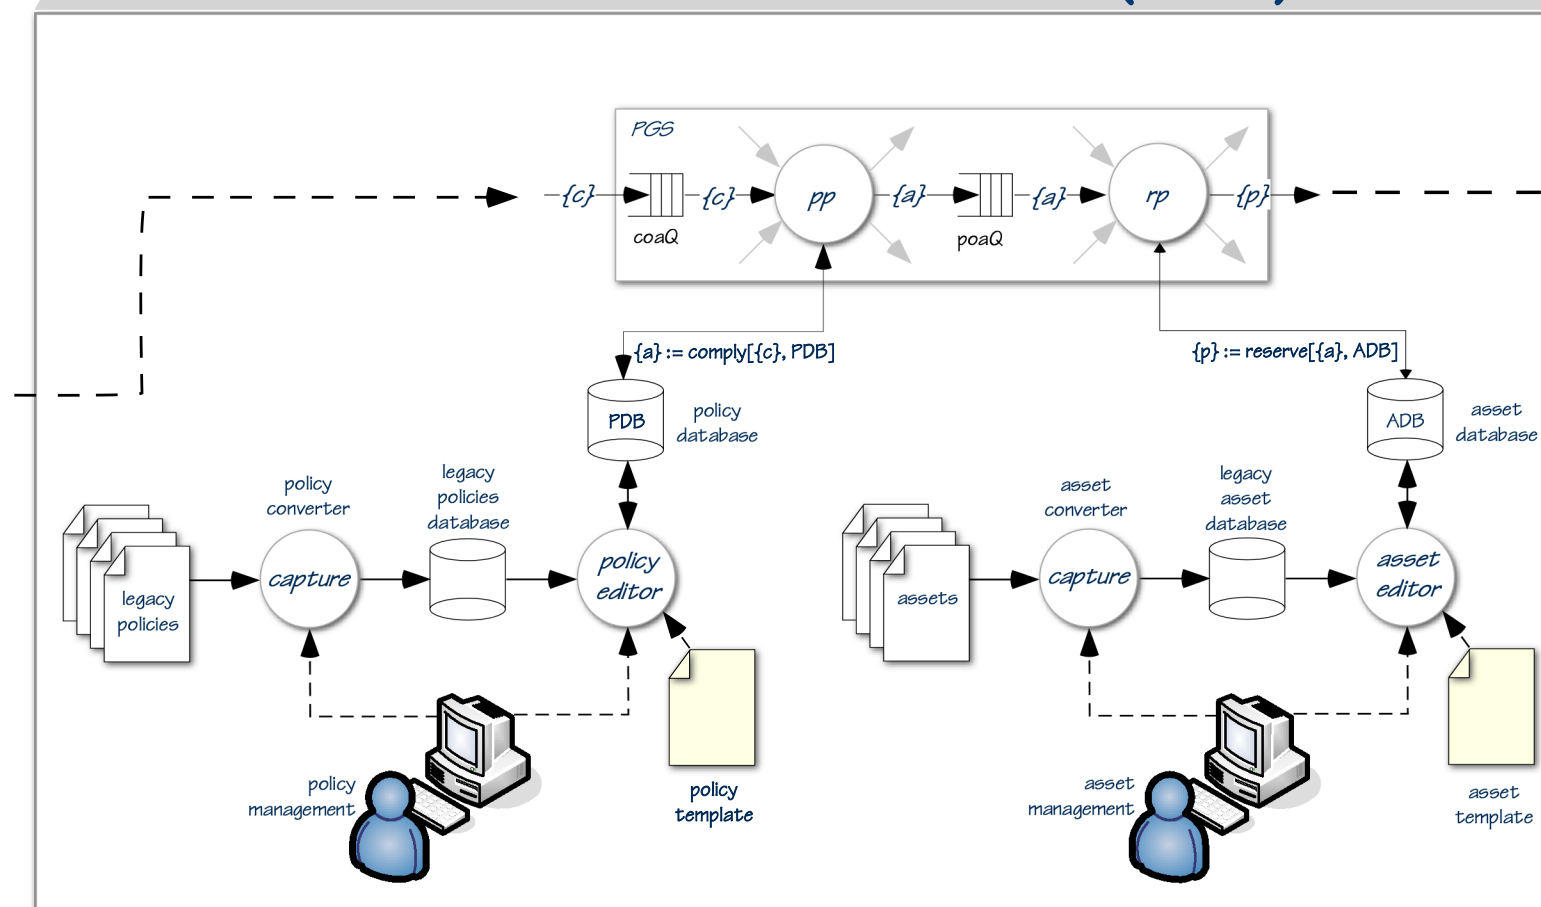 PGS
{c}
coaQ
{c}
pp
{a}
poaQ
{a}
rp
{p}
{a} := comply[{c}, PDB]
{p} := reserve[{a}, ADB]
PDB
policy
database
ADB
asset
database
policy
converter
legacy
policies
database
asset
converter
legacy
asset
database
legacy
policies
capture
policy
editor
assets
capture
asset
editor
policy
management
policy
template
asset
management
asset
template